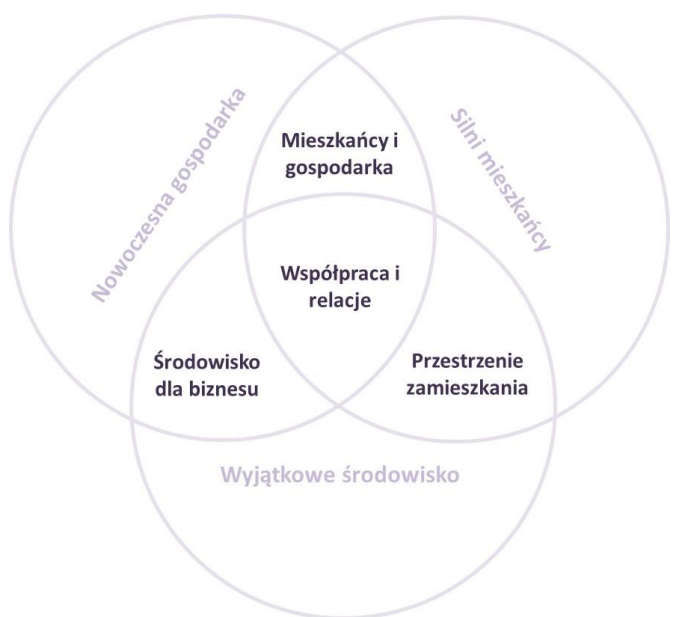 Nowoczesna gospodarka
Silni mieszkańcy
Mieszkańcy i
gospodarka
Współpraca i
relacje
Środowisko
dla biznesu
Przestrzenie
zamieszkania
Wyjątkowe środowisko